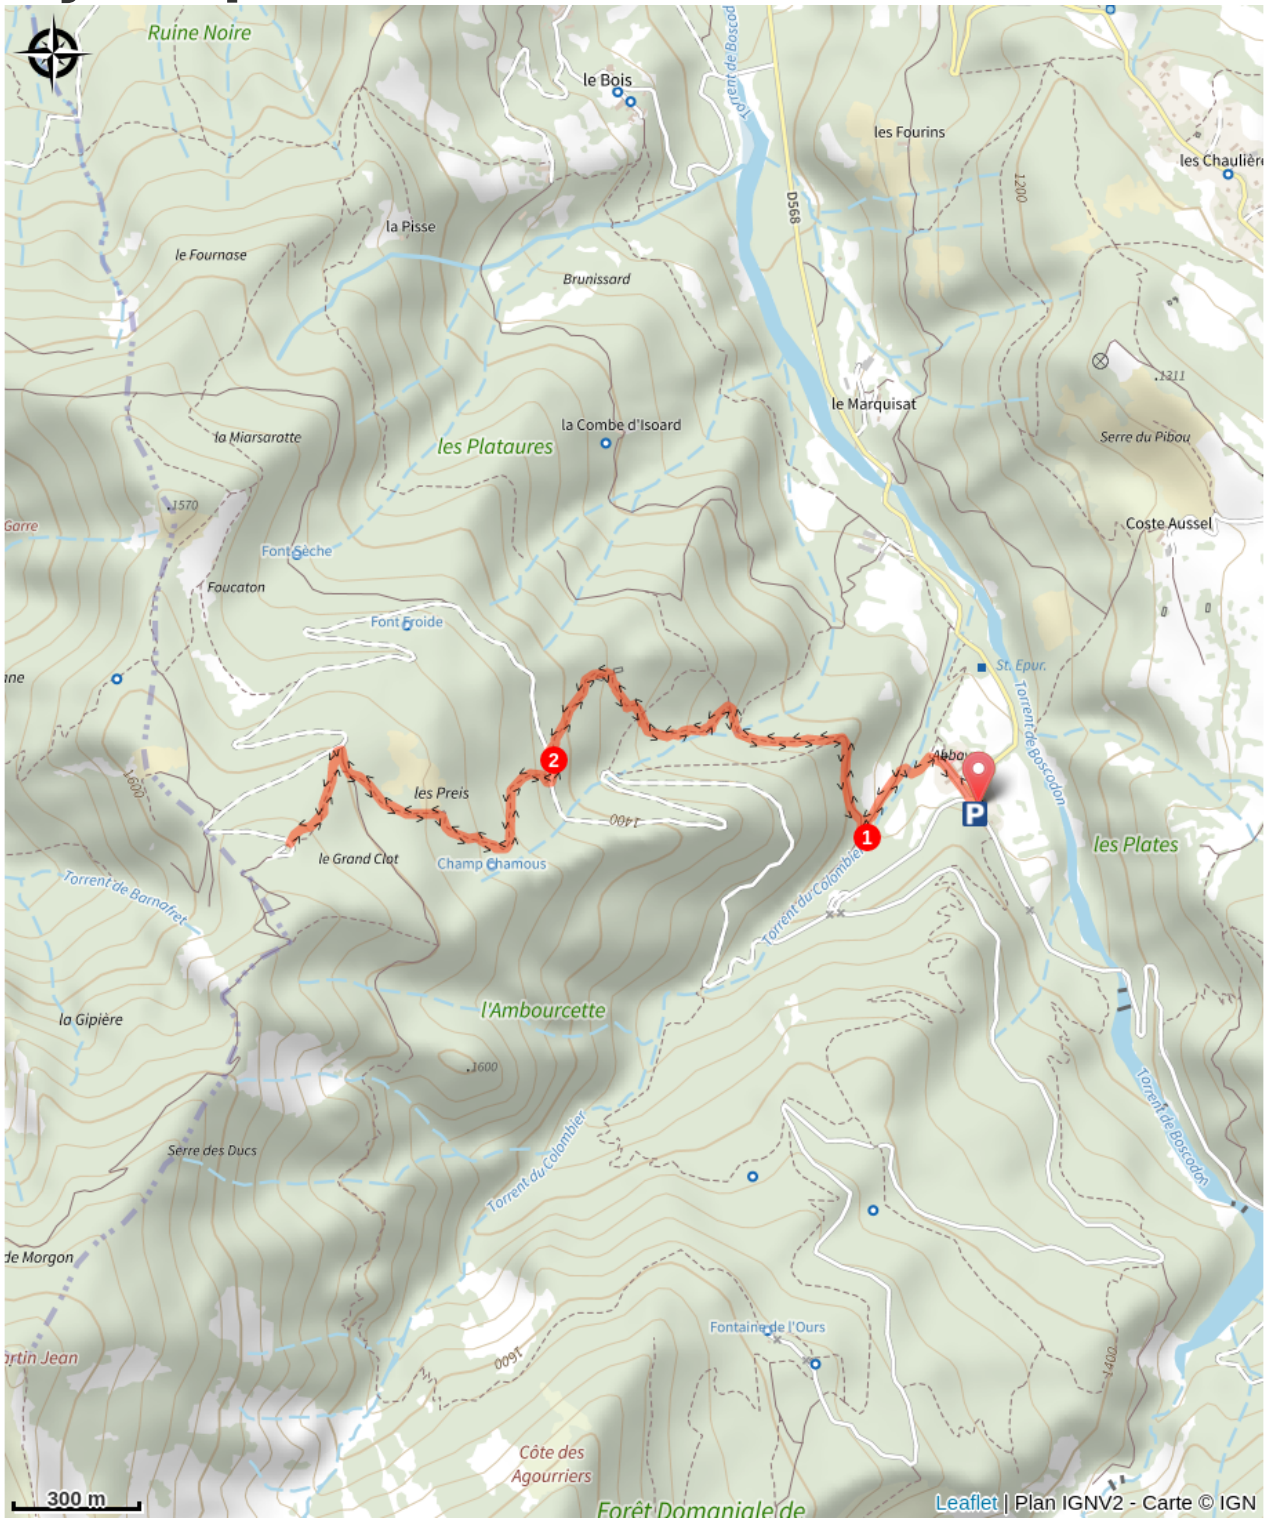 Ruine Noire
le Bois
Torrent de Boscod
les Fourins
les Chaulière
1200
D568
la Pisse
le Fournase
Brunissard
1311
le Marquisat
la Combe d'Isoard
la Miarsarotte
les Plataures
Serre du Pibou
1570
Garre
Coste Aussel
Font Sèche
Foucaton
Font Froide
St. Epur.
nne
Torrent de Boscodon
Abba
2
1600
les Preis
P
1400
1
les Plates
le Grand Clot
Champ Chamous
Torrent du Colombier
Torrent de Barnafret
l'Ambourcette
la Gipière
1600
Torrent de Boscodon
Torrent du Colombier
Serre des Ducs
de Morgon
Fontaine de l'Ours
artin Jean
1600
1400
Côte des
Agourriers
300 m
Forêt Domaniale de
Leaflet | Plan IGNV2 - Carte © IGN